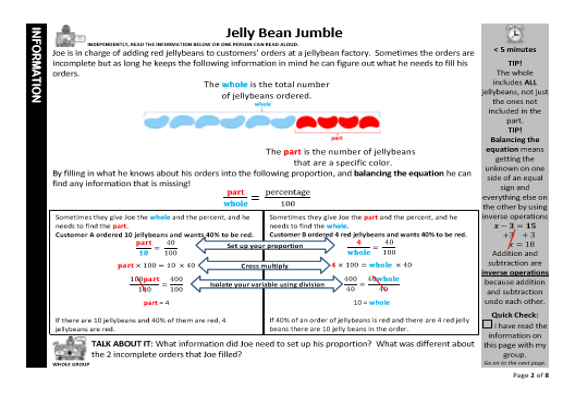 Jelly Bean Jumble
INFORMATION
INDEPENDENTLY, READ THE INFORMATION BELOW OR ONE PERSON CAN READ ALOUD.
Joe is in charge of adding red jellybeans to customers' orders at a jellybean factory. Sometimes the orders are
incomplete but as long as he keeps the following information in mind he can figure out what he needs to fill his
orders.
The whole is the total number
of jellybeans ordered.
whole
part
The part is the number of jellybeans
that are a specific color.
By filling in what he knows about his orders into the following proportion, and balancing the equation he can
find any information that is missing!
part/whole = percentage/100
Sometimes they give Joe the whole and the percent, and he
needs to find the part.
Customer A ordered 10 jellybeans and wants 40% to be red.
part/10 = 40/100
part × 100 = 10 × 40
100part/100 = 400/100
part = 4
If there are 10 jellybeans and 40% of them are red, 4
jellybeans are red.
Set up your proportion
Cross multiply
Isolate your variable using division
Sometimes they give Joe the part and the percent, and he
needs to find the whole.
Customer B ordered 4 red jellybeans and wants 40% to be red.
4/whole = 40/100
4 × 100 = whole × 40
400/40 = 40whole/40
10 = whole
If 40% of an order of jellybeans is red and there are 4 red jelly
beans there are 10 jelly beans in the order.
TALK ABOUT IT: What information did Joe need to set up his proportion? What was different about
the 2 incomplete orders that Joe filled?
WHOLE GROUP
< 5 minutes
TIP!
The whole
includes ALL
jellybeans, not just
the ones not
included in the
part.
TIP!
Balancing the
equation means
getting the
unknown on one
side of an equal
sign and
everything else on
the other by using
inverse operations
x − 3 = 15
+3 +3
x = 18
Addition and
subtraction are
inverse operations
because addition
and subtraction
undo each other.
Quick Check:
I have read the
information on
this page with my
group.
Go on to the next page.
Page 2 of 8